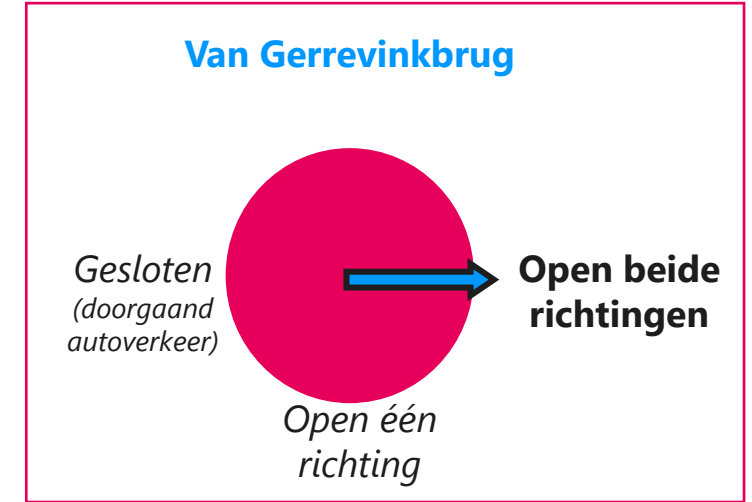 Van Gerrevinkbrug
Gesloten
(doorgaand
autoverkeer)
Open beide
richtingen
Open één
richting